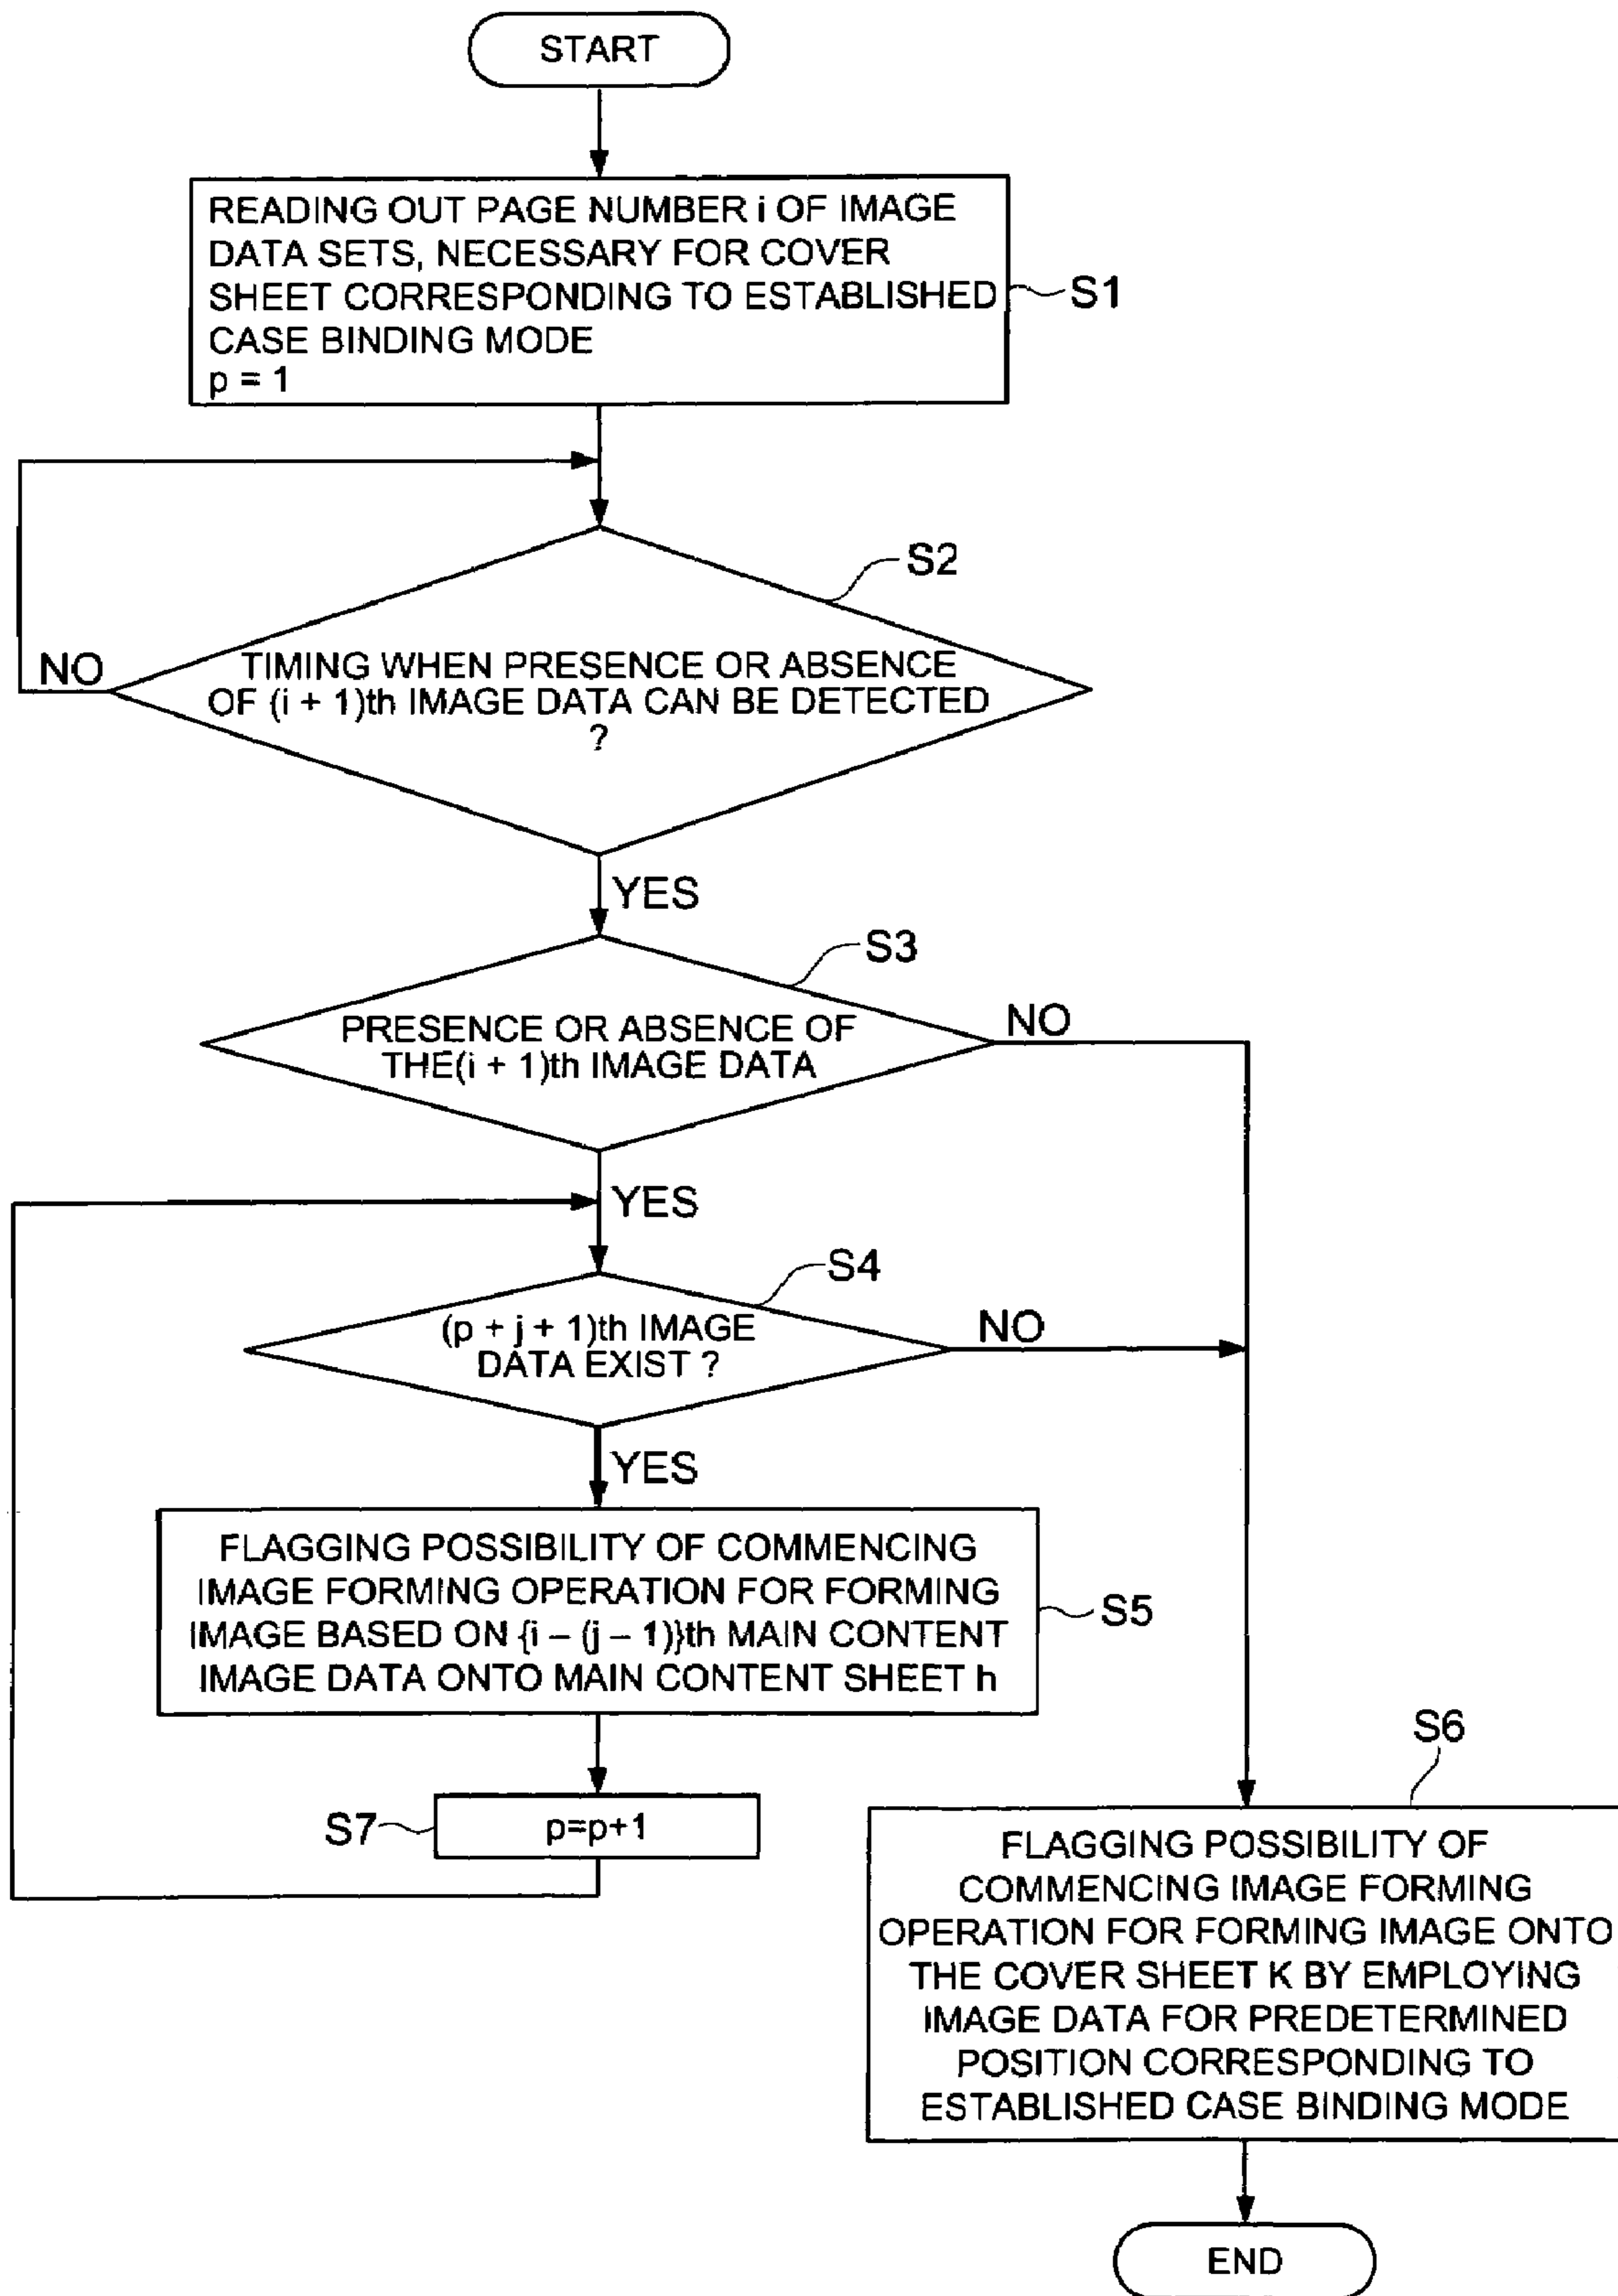 START
READING OUT PAGE NUMBER i OF IMAGE
DATA SETS, NECESSARY FOR COVER
SHEET CORRESPONDING TO ESTABLISHED
CASE BINDING MODE
p = 1
S1
S2
TIMING WHEN PRESENCE OR ABSENCE
OF (i + 1)th IMAGE DATA CAN BE DETECTED
?
NO
YES
S3
PRESENCE OR ABSENCE OF
THE(i + 1)th IMAGE DATA
NO
YES
S4
(p + j + 1)th IMAGE
DATA EXIST ?
NO
YES
FLAGGING POSSIBILITY OF COMMENCING
IMAGE FORMING OPERATION FOR FORMING
IMAGE BASED ON {i – (j – 1)}th MAIN CONTENT
IMAGE DATA ONTO MAIN CONTENT SHEET h
S5
S7
p=p+1
S6
FLAGGING POSSIBILITY OF
COMMENCING IMAGE FORMING
OPERATION FOR FORMING IMAGE ONTO
THE COVER SHEET K BY EMPLOYING
IMAGE DATA FOR PREDETERMINED
POSITION CORRESPONDING TO
ESTABLISHED CASE BINDING MODE
END